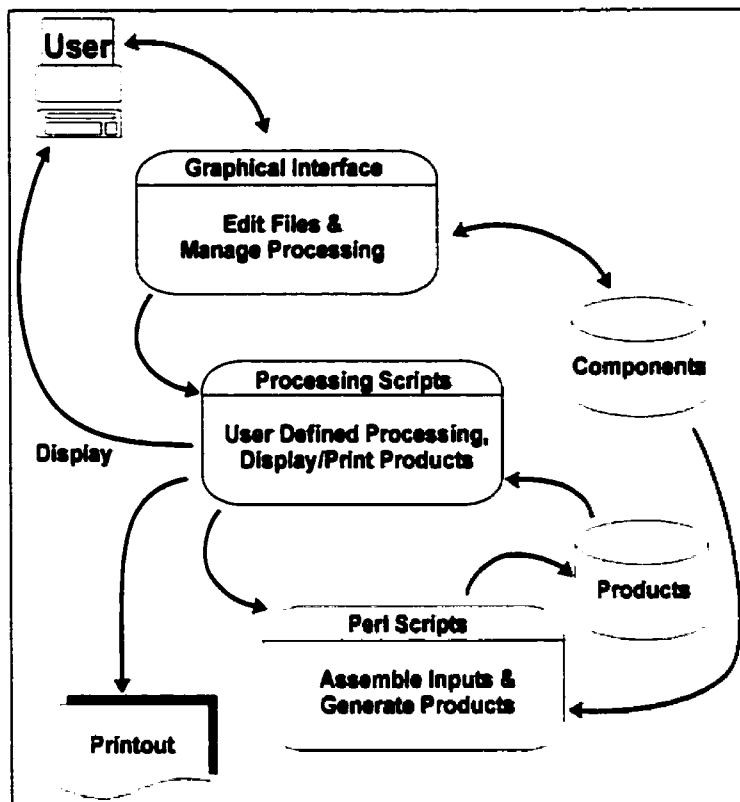 User
Graphical Interface
Edit Files &
Manage Processing
Components
Processing Scripts
User Defined Processing,
Display/Print Products
Display
Products
Perl Scripts
Assemble Inputs &
Generate Products
Printout